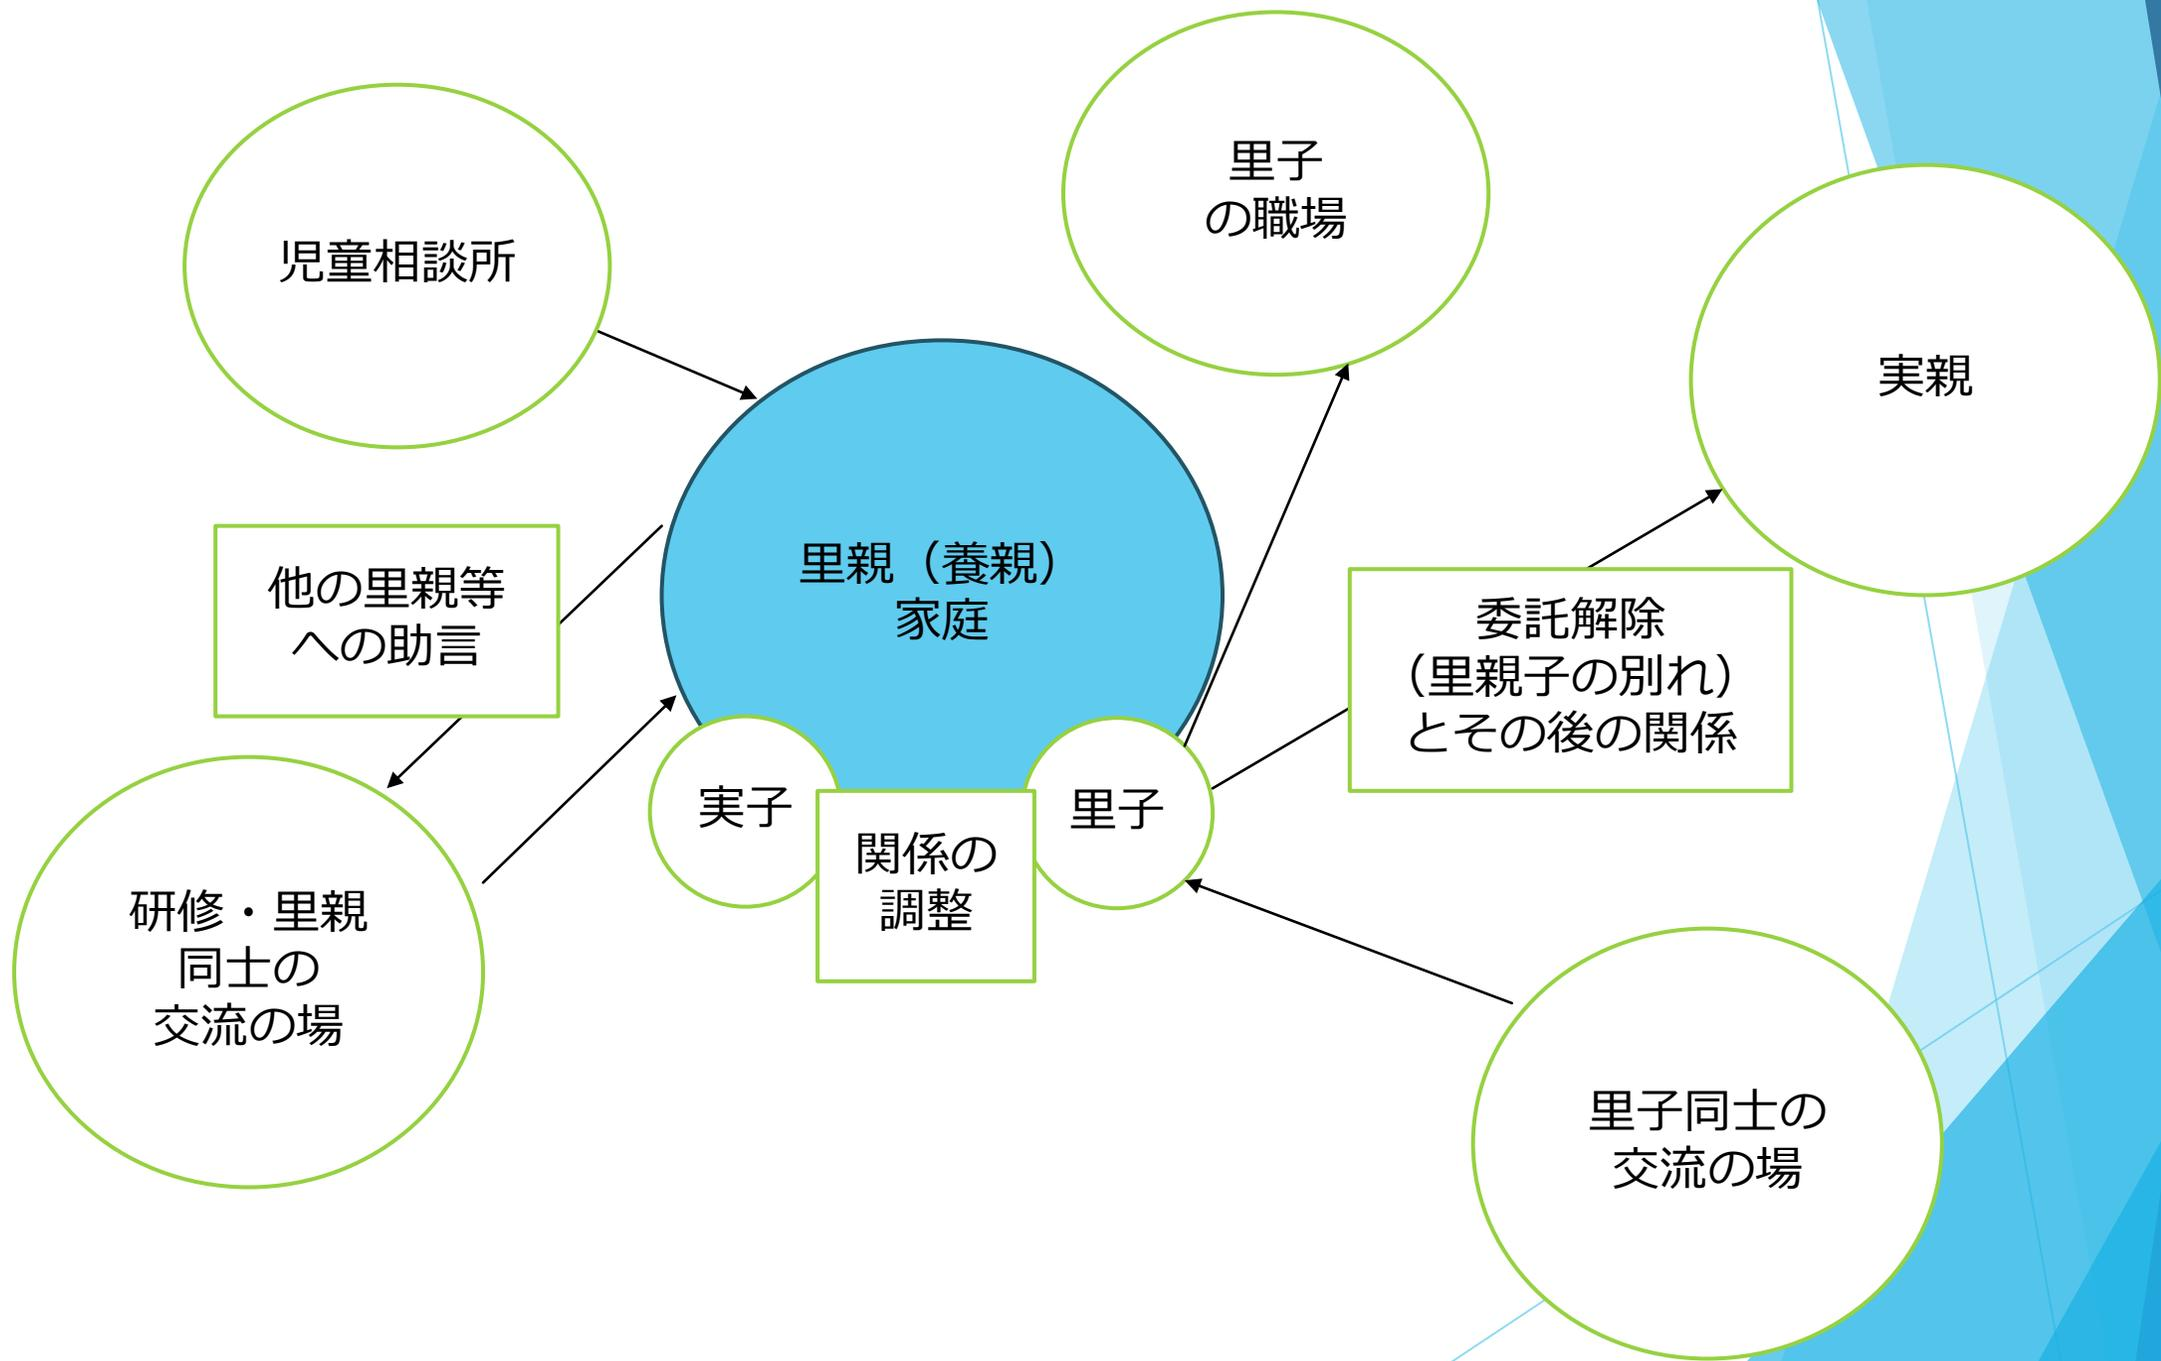 児童相談所
里子
の職場
実親
里親（養親）
家庭
他の里親等
への助言
委託解除
（里親子の別れ）
とその後の関係
実子
関係の
調整
里子
研修・里親
同士の
交流の場
里子同士の
交流の場